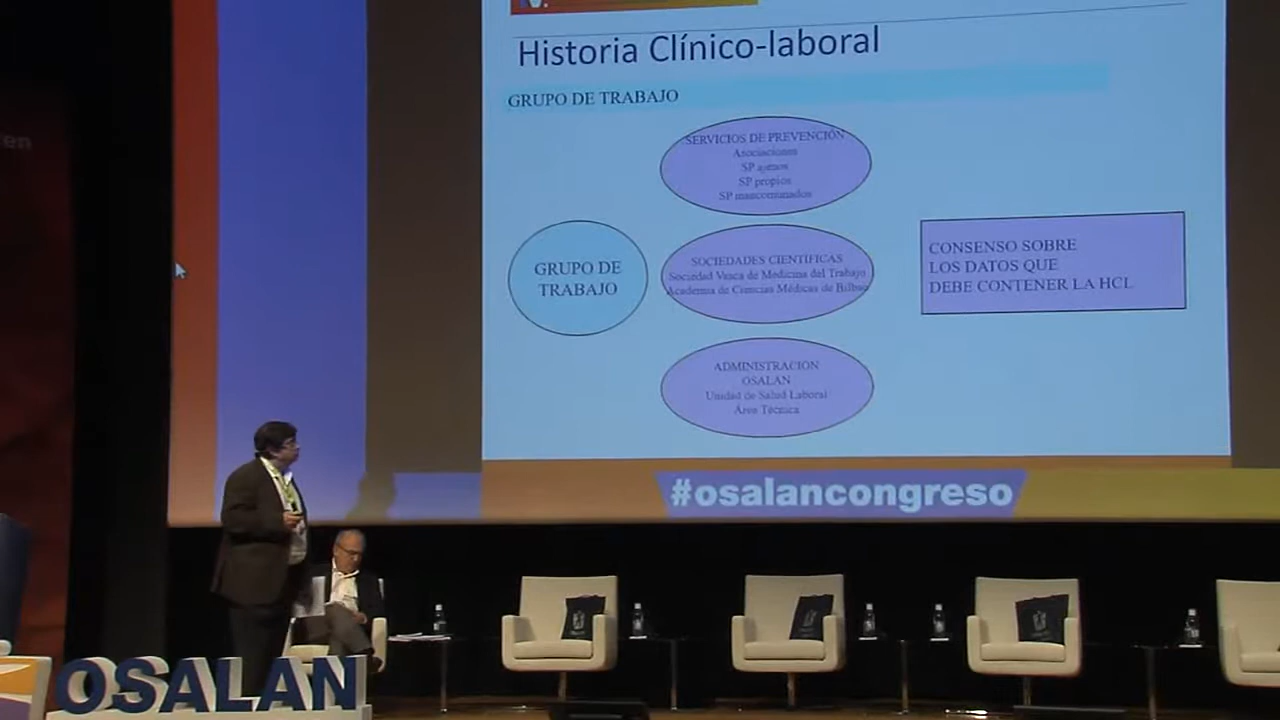 Historia Clínico-laboral
GRUPO DE TRABAJO
SERVICIOS DE PREVENCIÓN
Asociaciones
SP ajenos
SP propios
SP mancomunados
GRUPO DE
TRABAJO
SOCIEDADES CIENTIFICAS
Sociedad Vasca de Medicina del Trabajo
Academia de Ciencias Médicas de Bilbao
CONSENSO SOBRE
LOS DATOS QUE
DEBE CONTENER LA HCL
ADMINISTRACION
OSALAN
Unidad de Salud Laboral
Área Técnica
#osalancongreso
OSALAN
en